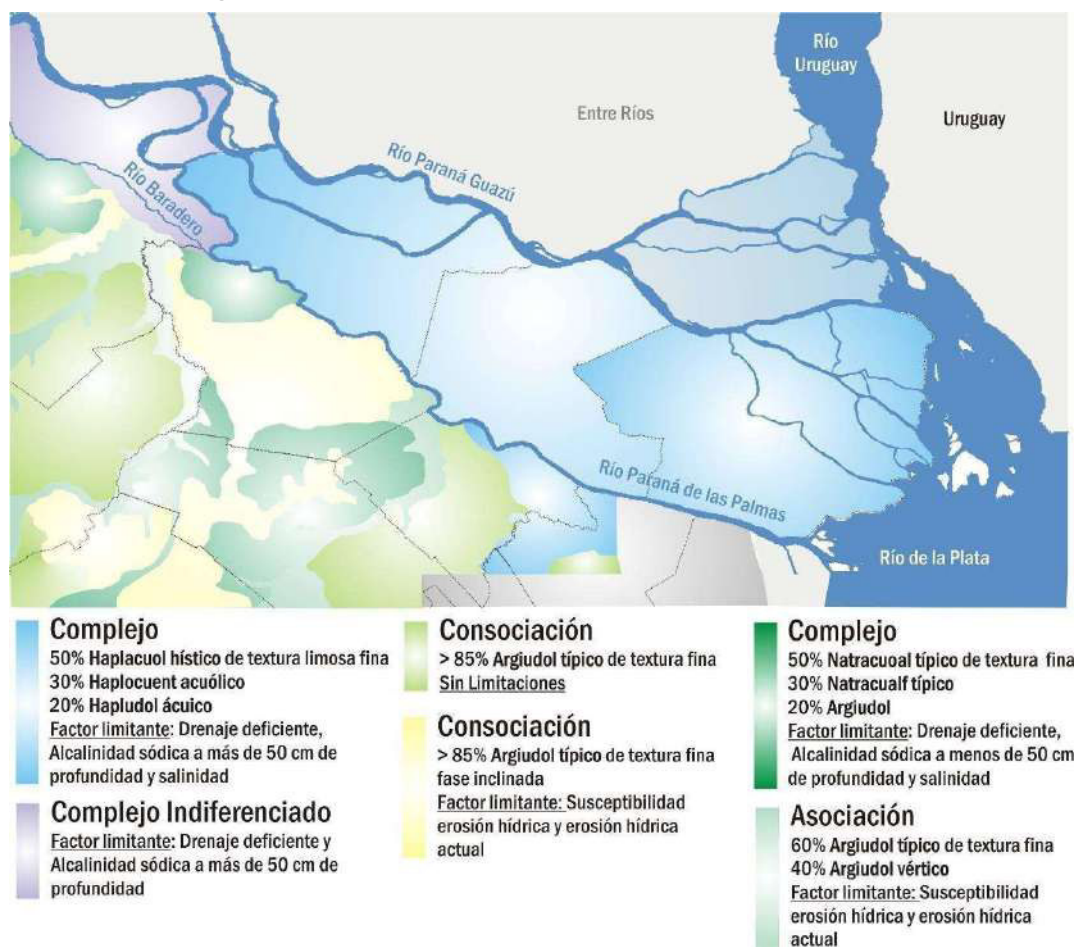 Río
Uruguay
Uruguay
Entre Ríos
Río Paraná Guazú
Río Baradero
Río Paraná de las Palmas
Río de la Plata
Complejo
50% Haplacuol hístico de textura limosa fina
30% Haplocuent acuólico
20% Hapludol ácuico
Factor limitante: Drenaje deficiente,
Alcalinidad sódica a más de 50 cm de
profundidad y salinidad
Complejo Indiferenciado
Factor limitante: Drenaje deficiente y
Alcalinidad sódica a más de 50 cm de
profundidad
Consociación
> 85% Argiudol típico de textura fina
Sin Limitaciones
Consociación
> 85% Argiudol típico de textura fina
fase inclinada
Factor limitante: Susceptibilidad
erosión hídrica y erosión hídrica
actual
Complejo
50% Natracuoal típico de textura fina
30% Natracualf típico
20% Argiudol
Factor limitante: Drenaje deficiente,
Alcalinidad sódica a menos de 50 cm
de profundidad y salinidad
Asociación
60% Argiudol típico de textura fina
40% Argiudol vértico
Factor limitante: Susceptibilidad
erosión hídrica y erosión hídrica
actual